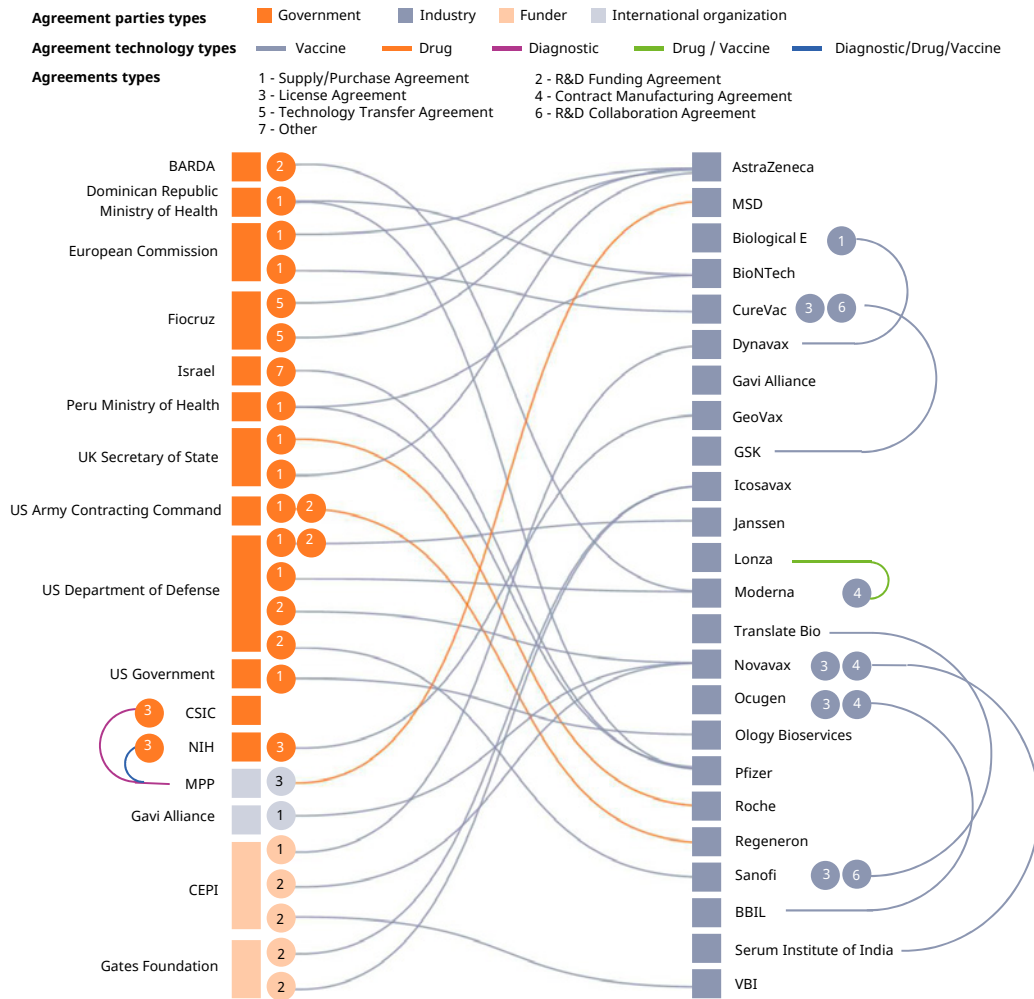 Agreement parties types
Government
Industry
Funder
International organization
Agreement technology types
Vaccine
Drug
Diagnostic
Drug / Vaccine
Diagnostic/Drug/Vaccine
Agreements types
1 - Supply/Purchase Agreement
2 - R&D Funding Agreement
3 - License Agreement
4 - Contract Manufacturing Agreement
5 - Technology Transfer Agreement
6 - R&D Collaboration Agreement
7 - Other
BARDA
2
Dominican Republic
Ministry of Health
1
European Commission
1
1
Fiocruz
5
5
Israel
7
Peru Ministry of Health
1
UK Secretary of State
1
1
US Army Contracting Command
1 2
US Department of Defense
1 2
1
2
2
US Government
1
3 CSIC
3 NIH
3
MPP
3
Gavi Alliance
1
CEPI
1
2
2
Gates Foundation
2
2
AstraZeneca
MSD
Biological E 1
BioNTech
CureVac 3 6
Dynavax
Gavi Alliance
GeoVax
GSK
Icosavax
Janssen
Lonza
Moderna 4
Translate Bio
Novavax 3 4
Ocugen 3 4
Ology Bioservices
Pfizer
Roche
Regeneron
Sanofi 3 6
BBIL
Serum Institute of India
VBI